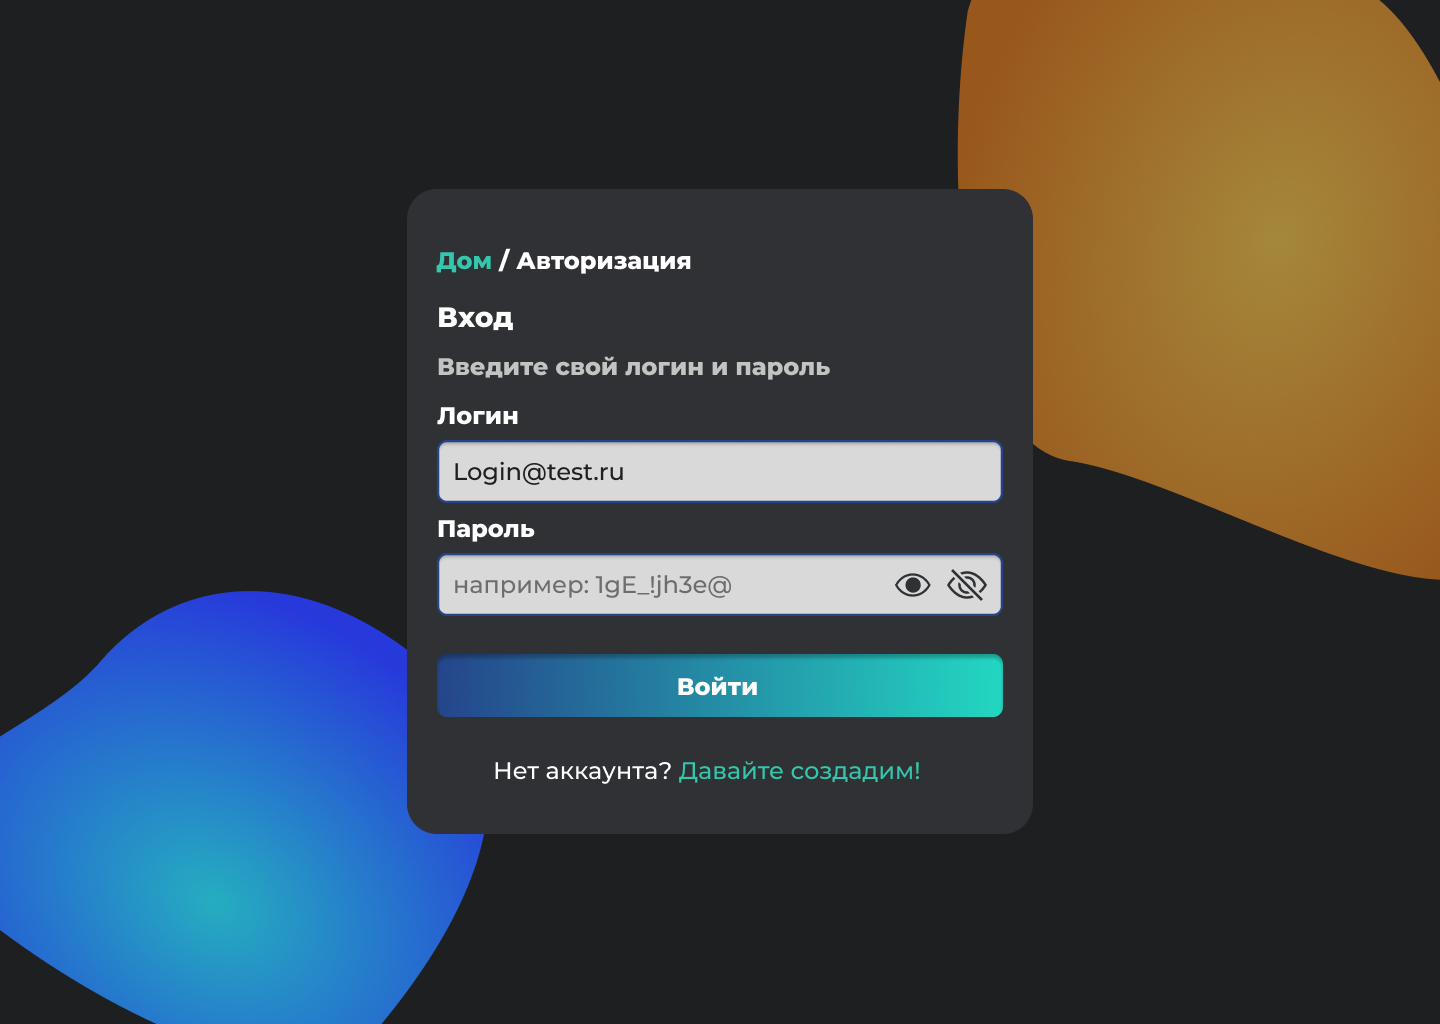 Дом / Авторизация
Вход
Введите свой логин и пароль
Логин
Login@test.ru
Пароль
например: 1gE_!jh3e@
Войти
Нет аккаунта? Давайте создадим!